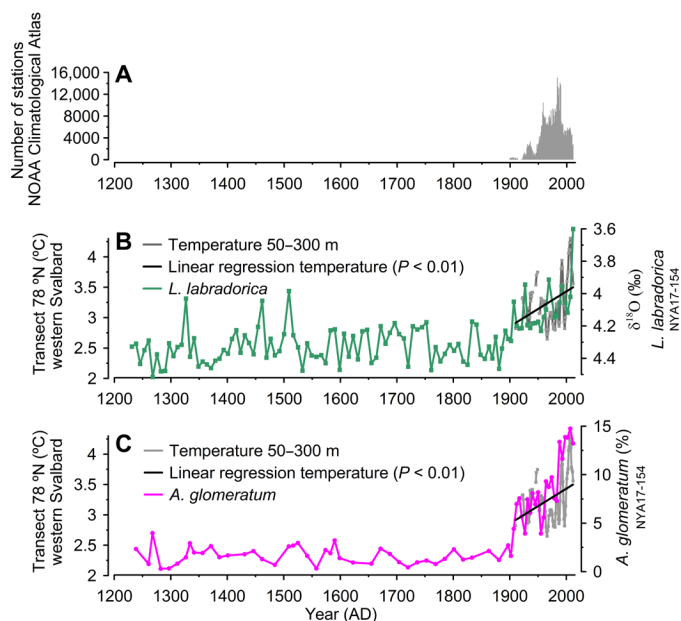 A
Number of stations
NOAA Climatological Atlas
16,000
12,000
8000
4000
0
1200 1300 1400 1500 1600 1700 1800 1900 2000
B
Temperature 50–300 m
Linear regression temperature (P < 0.01)
L. labradorica
Transect 78 ºN (ºC)
western Svalbard
4
3.5
3
2.5
2
3.6
3.8
4.0
4.2
4.4
δ18O (‰)
L. labradorica
NYA17-154
1200 1300 1400 1500 1600 1700 1800 1900 2000
C
Temperature 50–300 m
Linear regression temperature (P < 0.01)
A. glomeratum
Transect 78 ºN (ºC)
western Svalbard
4
3.5
3
2.5
2
15
10
5
0
A. glomeratum (%)
NYA17-154
1200 1300 1400 1500 1600 1700 1800 1900 2000
Year (AD)